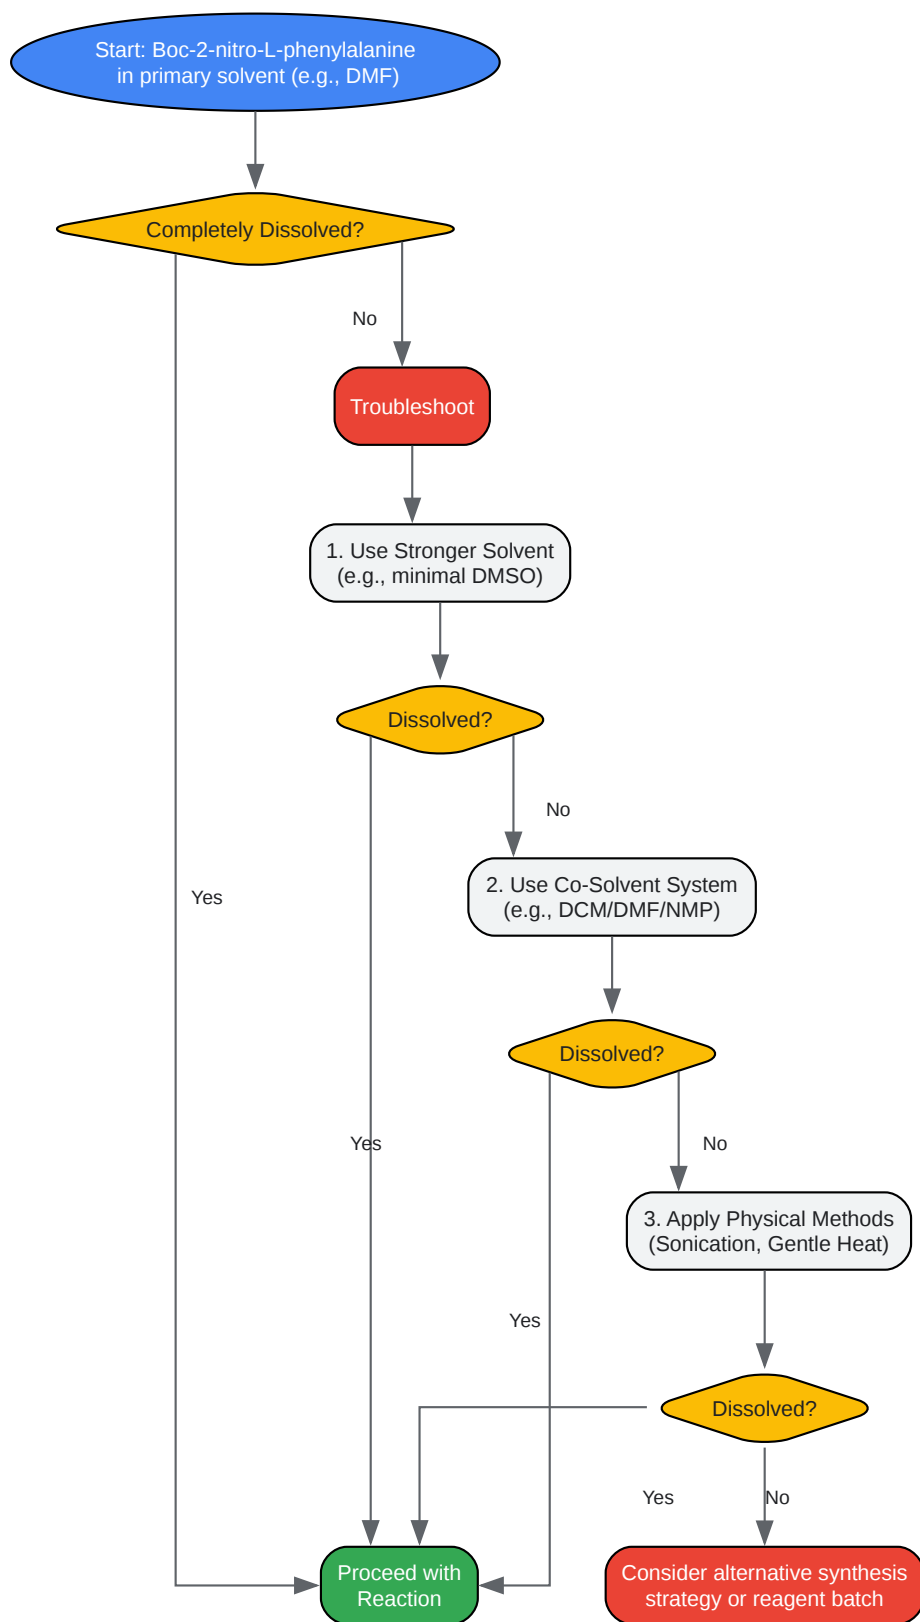 Start: Boc-2-nitro-L-phenylalanine
in primary solvent (e.g., DMF)
Completely Dissolved?
No
Troubleshoot
1. Use Stronger Solvent
(e.g., minimal DMSO)
Dissolved?
No
2. Use Co-Solvent System
(e.g., DCM/DMF/NMP)
Yes
Dissolved?
Yes
No
3. Apply Physical Methods
(Sonication, Gentle Heat)
Yes
Dissolved?
Yes
No
Proceed with
Reaction
Consider alternative synthesis
strategy or reagent batch